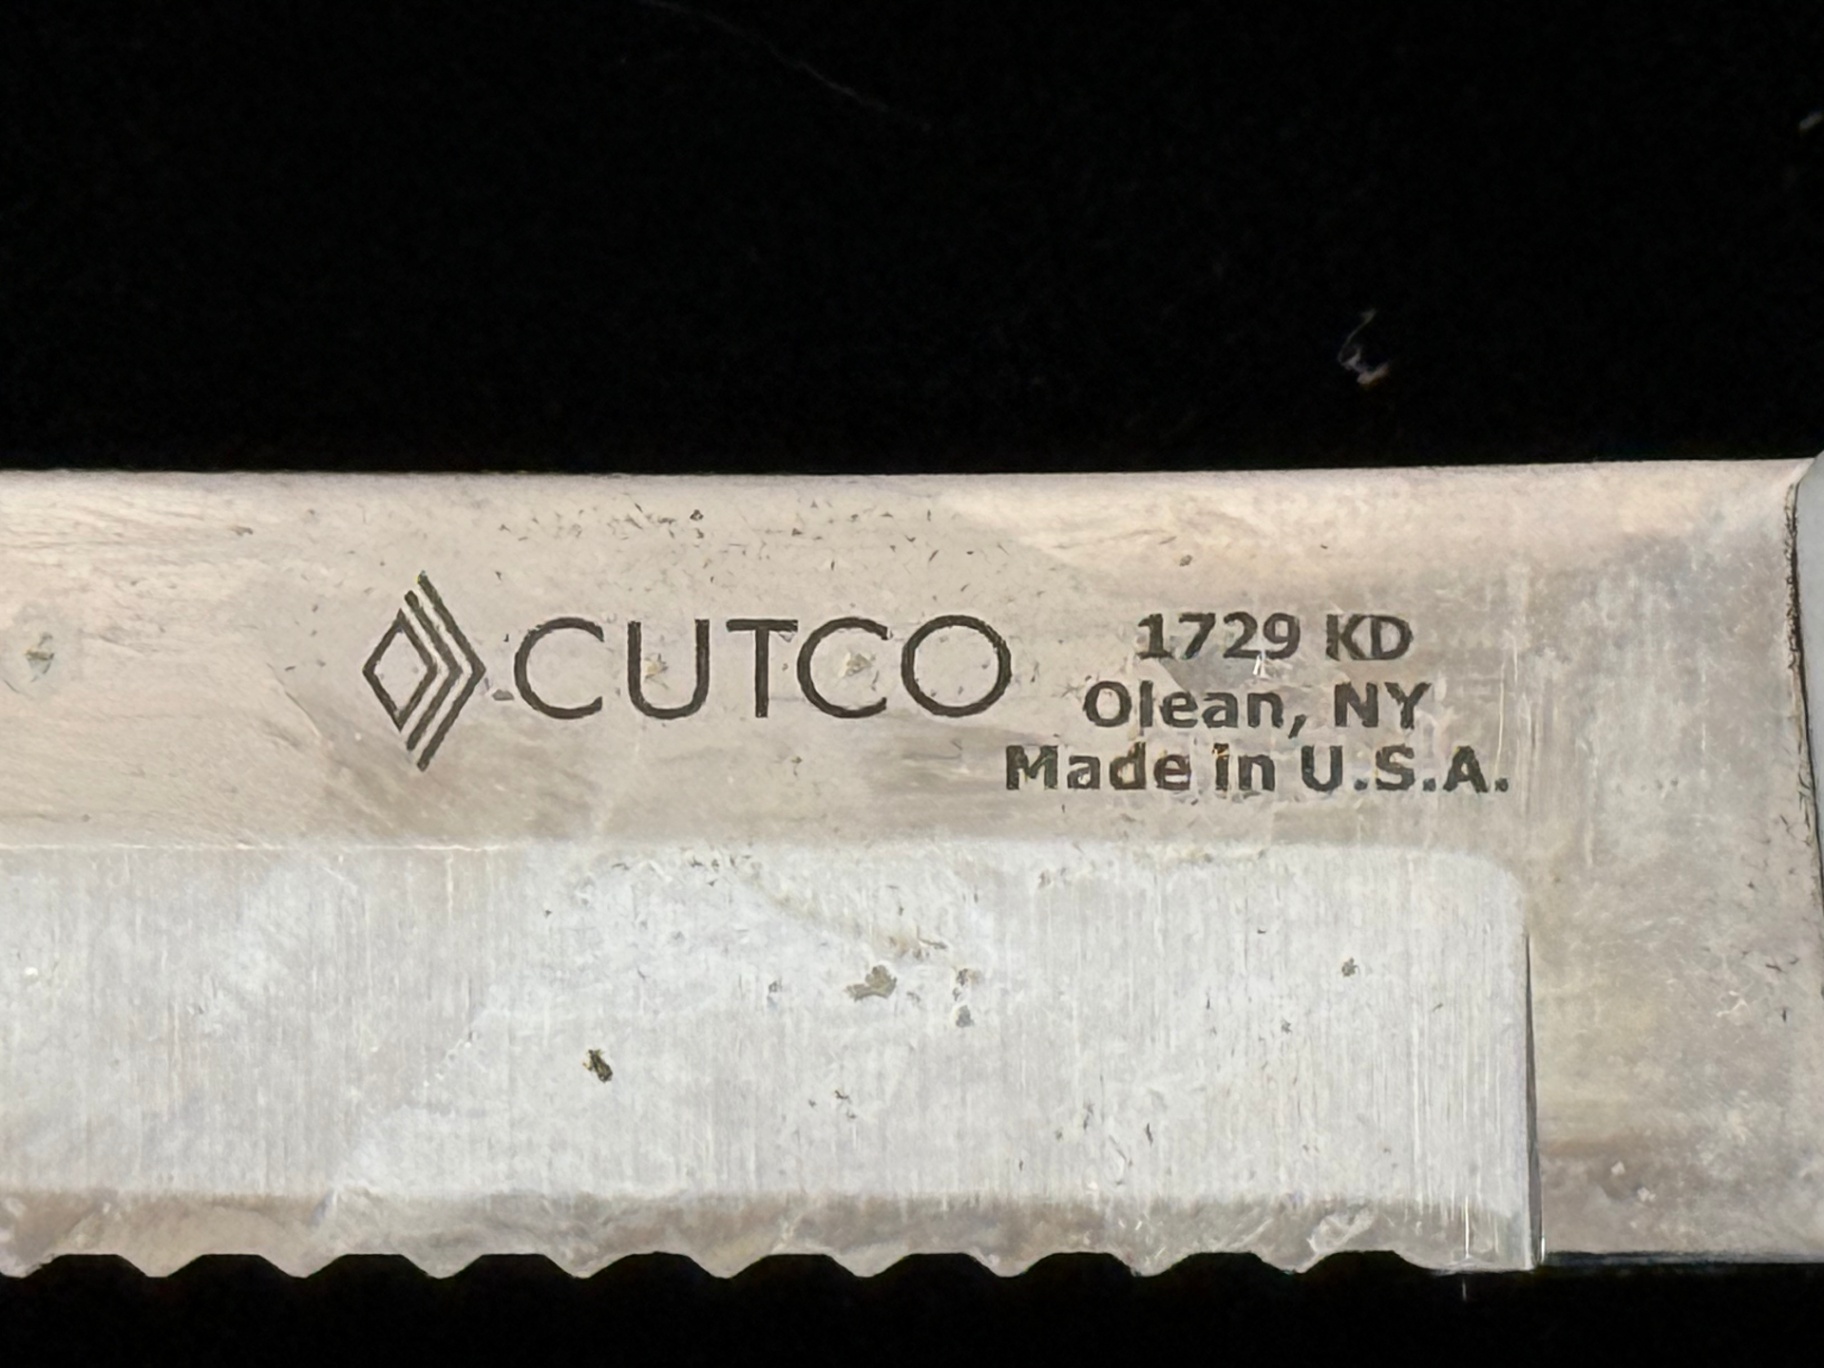 CUTCO
1729 KD
Olean, NY
Made in U.S.A.